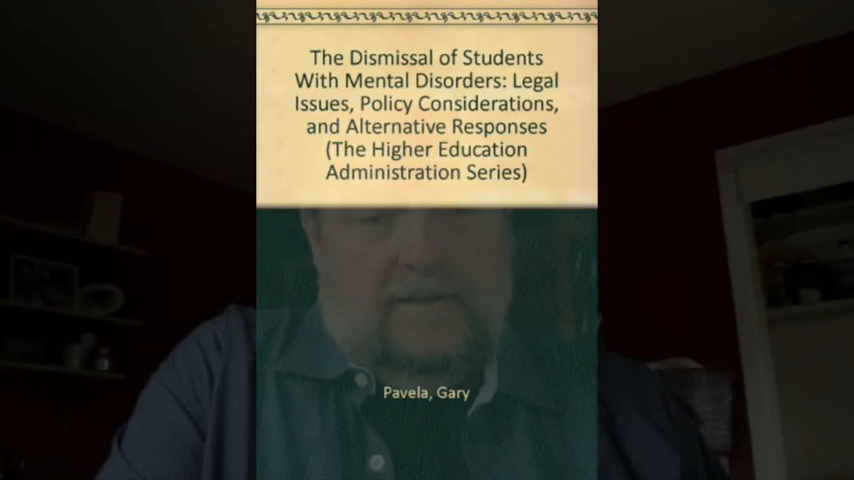 The Dismissal of Students
With Mental Disorders: Legal
Issues, Policy Considerations,
and Alternative Responses
(The Higher Education
Administration Series)
Pavela, Gary